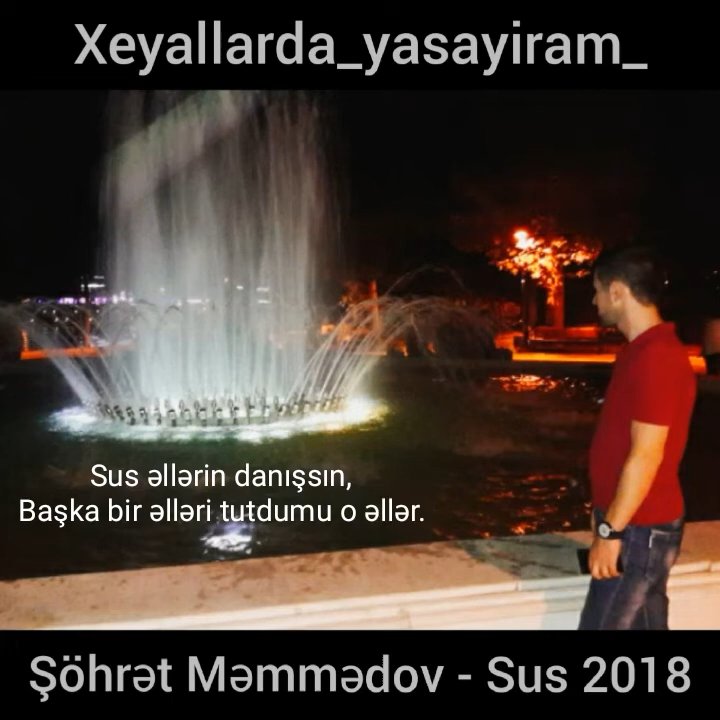 Xeyallarda_yasayiram_
Sus əllərin danışsın,
Başka bir əlləri tutdumu o əllər.
Şöhrət Məmmədov - Sus 2018